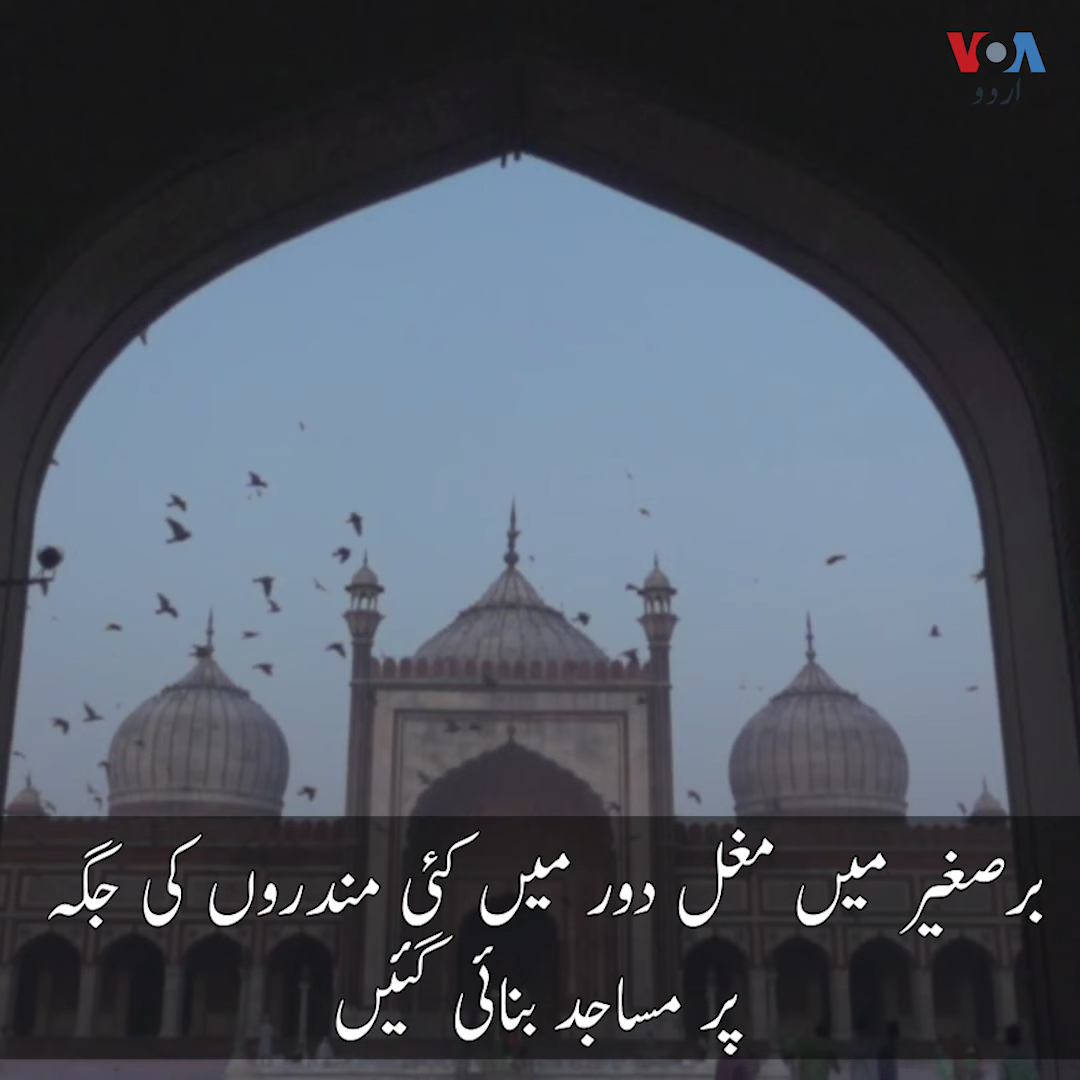 VOA
اردو
برصغیر میں مغل دور میں کئی مندروں کی جگہ
پر مساجد بنائی گئیں